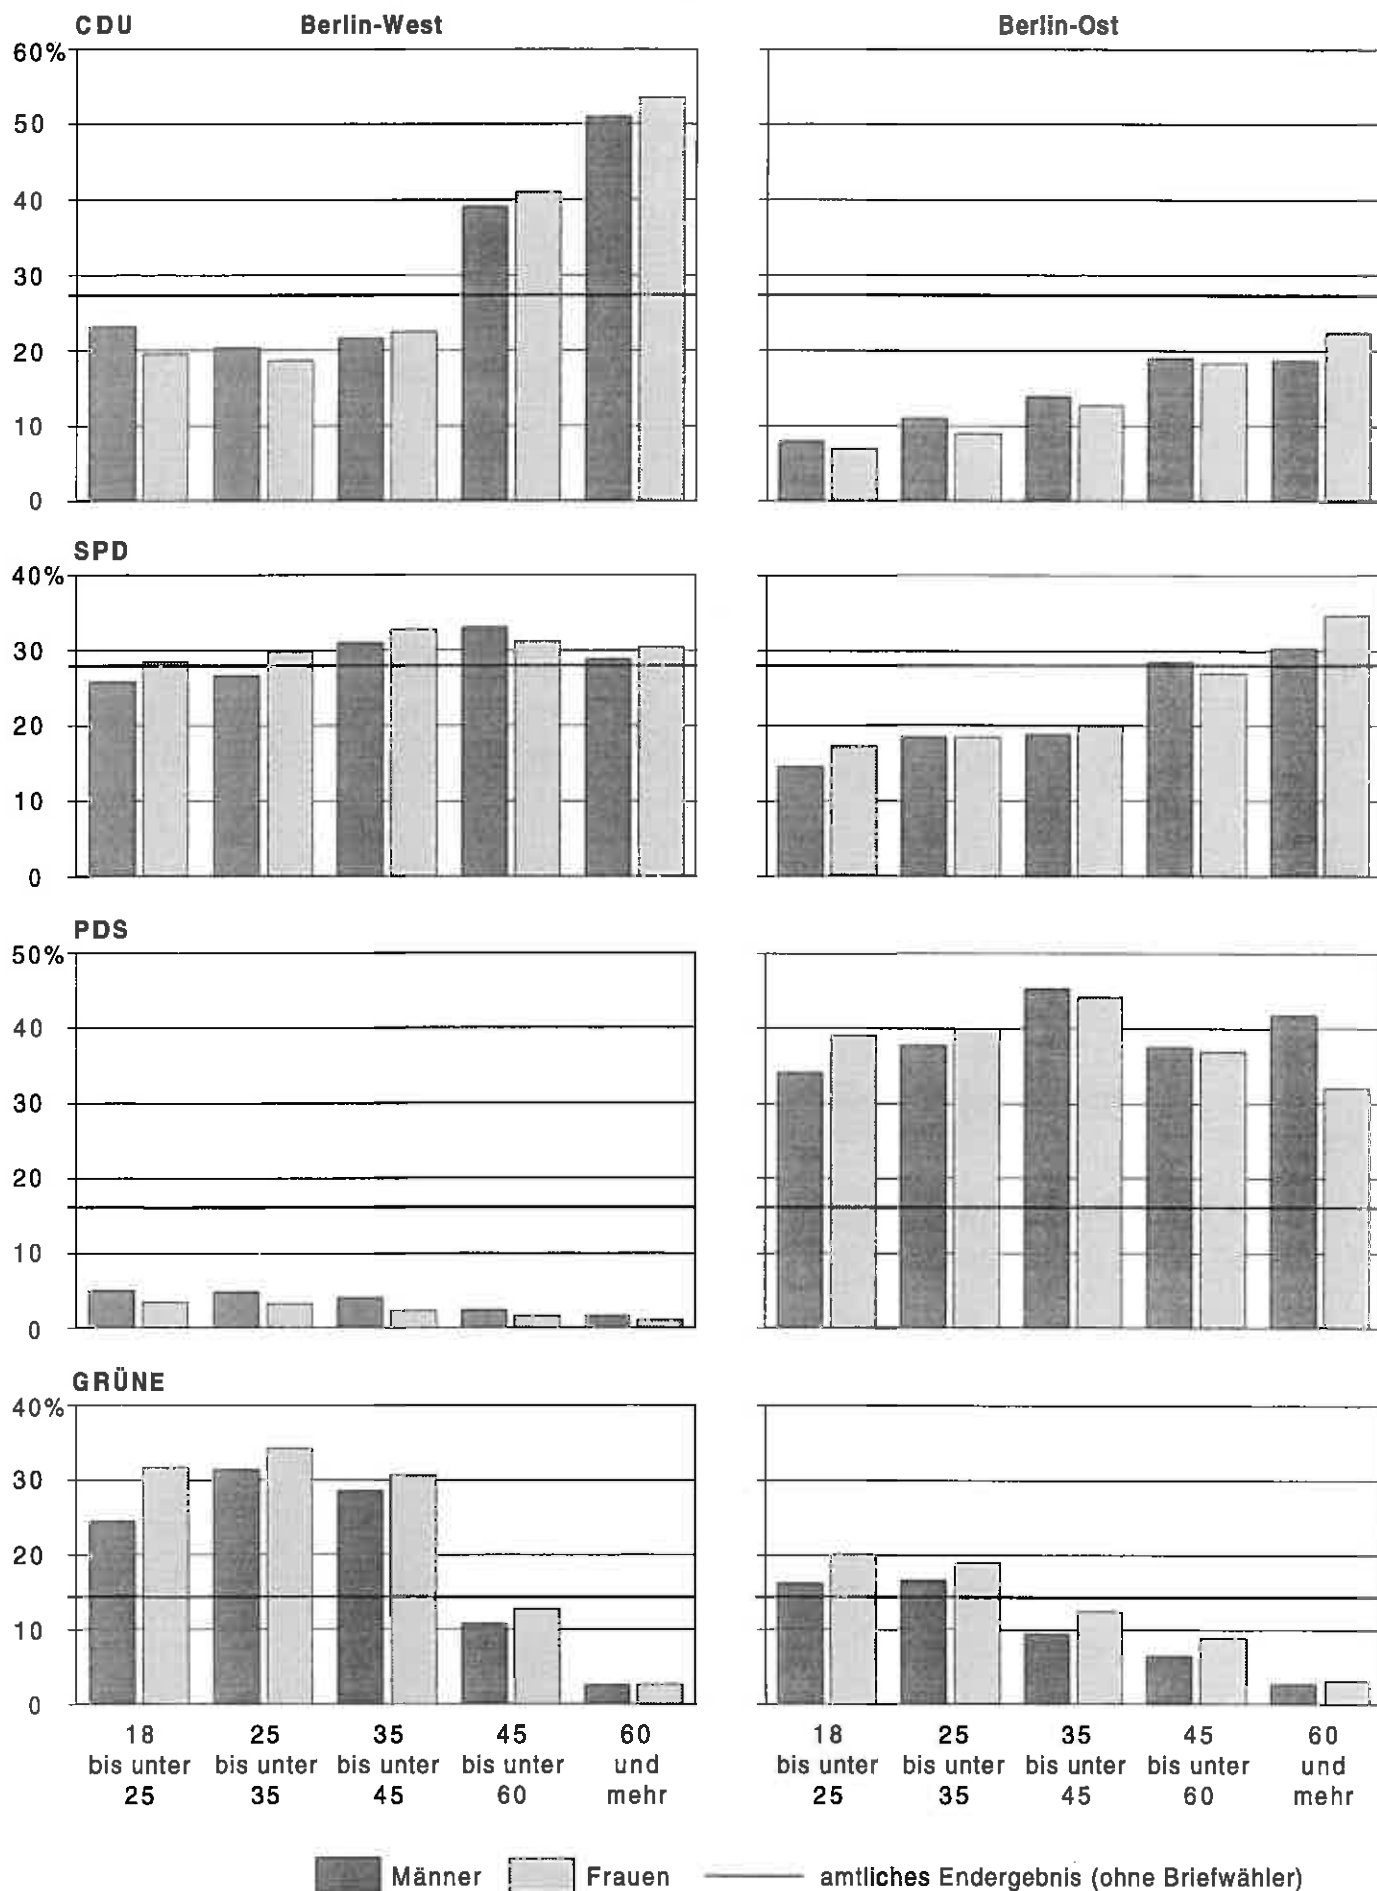 CDU Berlin-West Berlin-Ost
60%
50
40
30
20
10
0
SPD
40%
30
20
10
0
PDS
50%
40
30
20
10
0
GRÜNE
40%
30
20
10
0
18 25 35 45 60 18 25 35 45 60
bis unter bis unter bis unter bis unter und bis unter bis unter bis unter bis unter und
25 35 45 60 mehr 25 35 45 60 mehr
Männer Frauen amtliches Endergebnis (ohne Briefwähler)